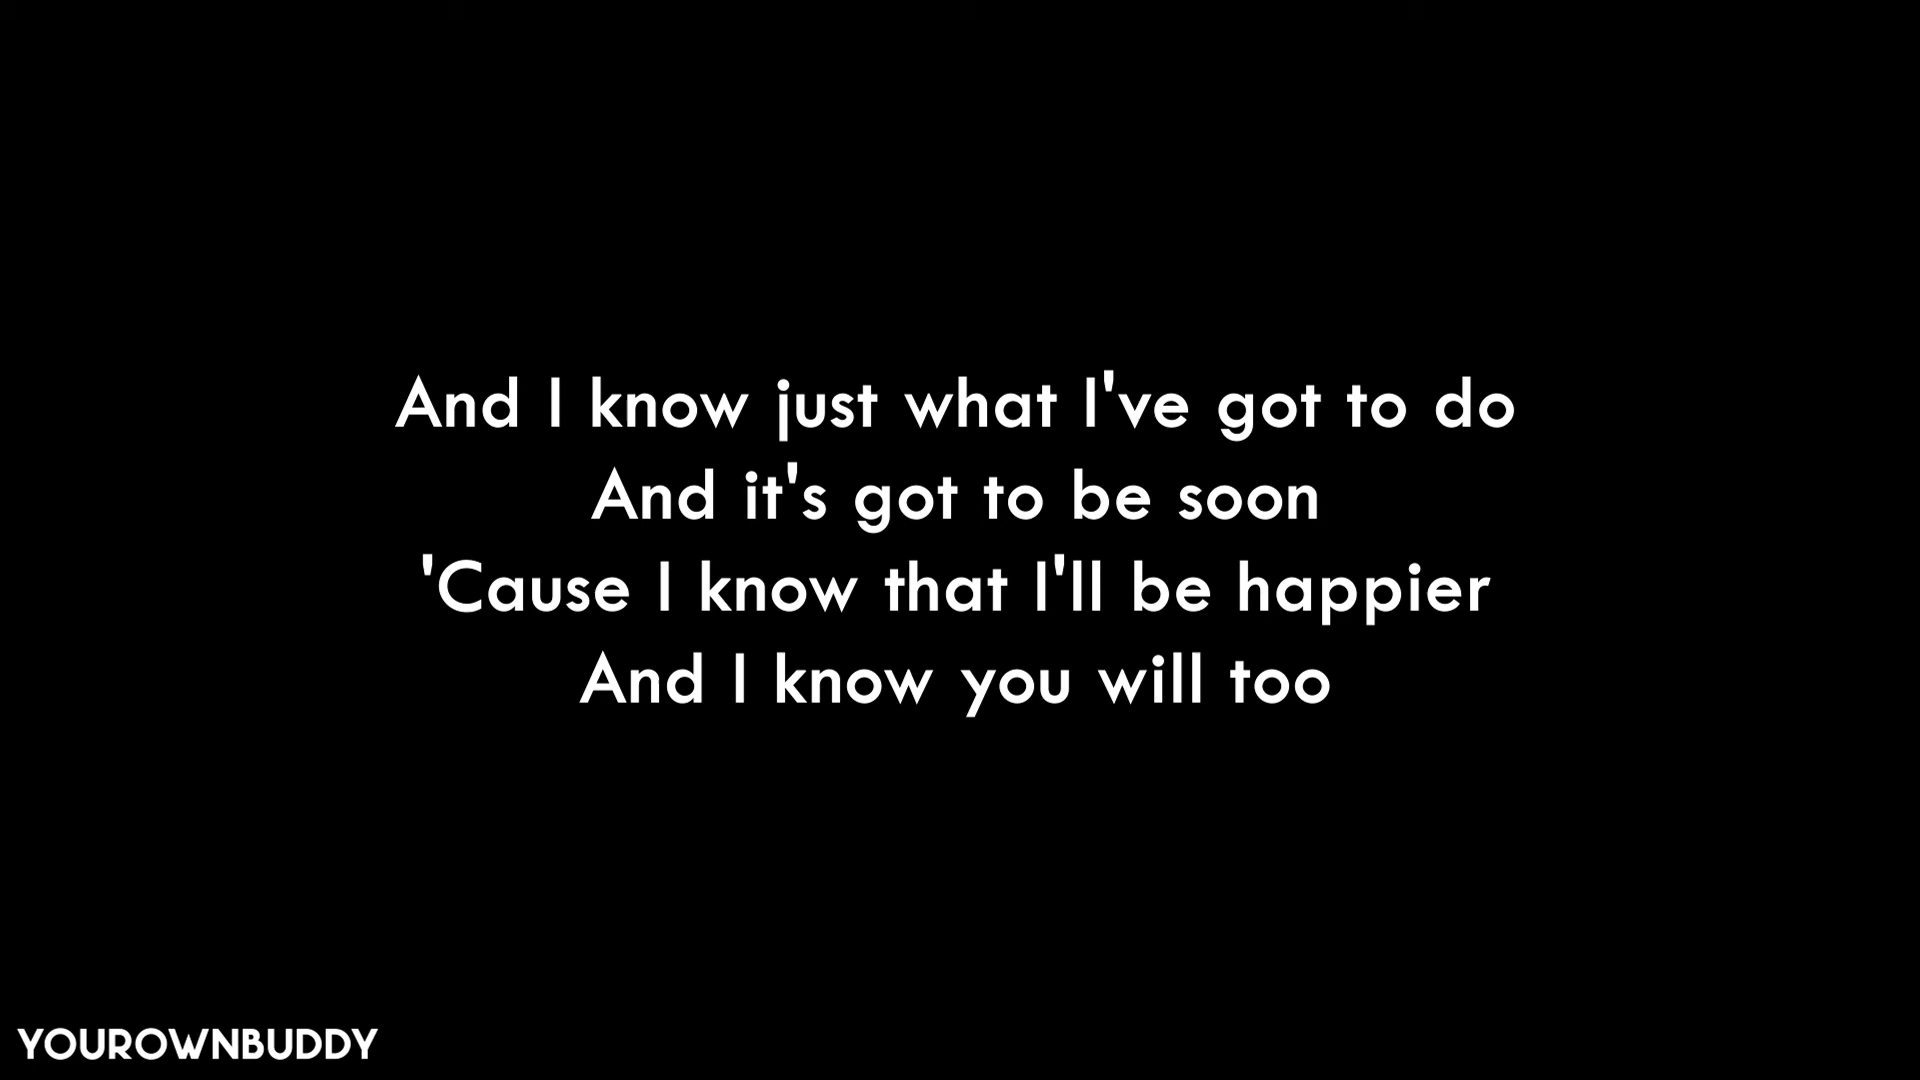 And I know just what I've got to do
And it's got to be soon
'Cause I know that I'll be happier
And I know you will too
YOUROWNBUDDY